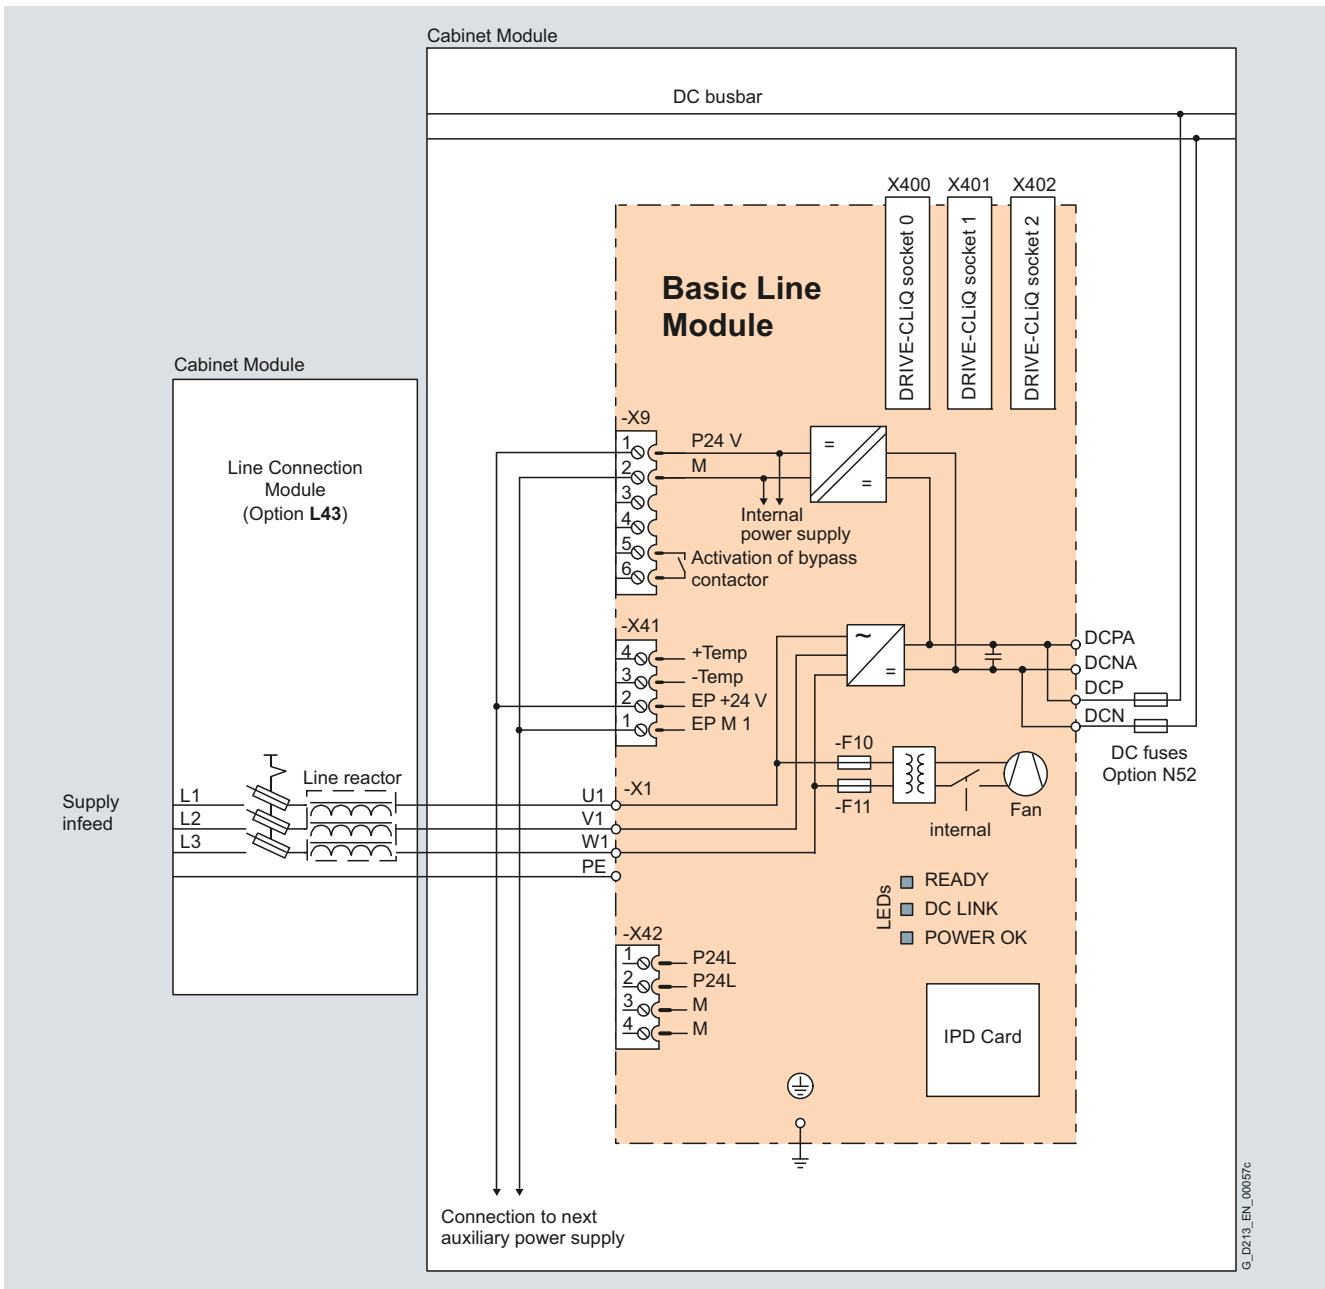 Cabinet Module
DC busbar
X400 X401 X402
DRIVE-CLiQ socket 0
DRIVE-CLiQ socket 1
DRIVE-CLiQ socket 2
Basic Line
Module
Cabinet Module
Line Connection
Module
(Option L43)
-X9
1 P24 V
2 M
3
4
5
6
=
=
Internal
power supply
Activation of bypass
contactor
-X41
4 +Temp
3 -Temp
2 EP +24 V
1 EP M 1
~
=
DCPA
DCNA
DCP
DCN
DC fuses
Option N52
-F10
-F11
internal
Fan
Supply
infeed
L1
L2
L3
Line reactor
U1
V1
W1
PE
-X1
LEDs
READY
DC LINK
POWER OK
-X42
1 P24L
2 P24L
3 M
4 M
IPD Card
Connection to next
auxiliary power supply
G_D213_EN_00057c